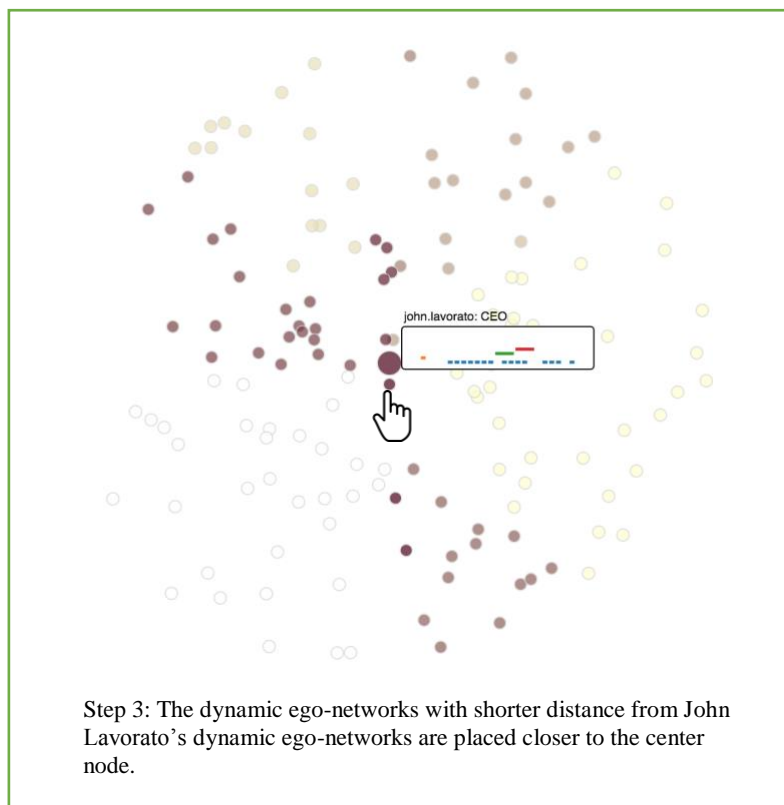 john.lavorato: CEO
Step 3: The dynamic ego-networks with shorter distance from John
Lavorato’s dynamic ego-networks are placed closer to the center
node.